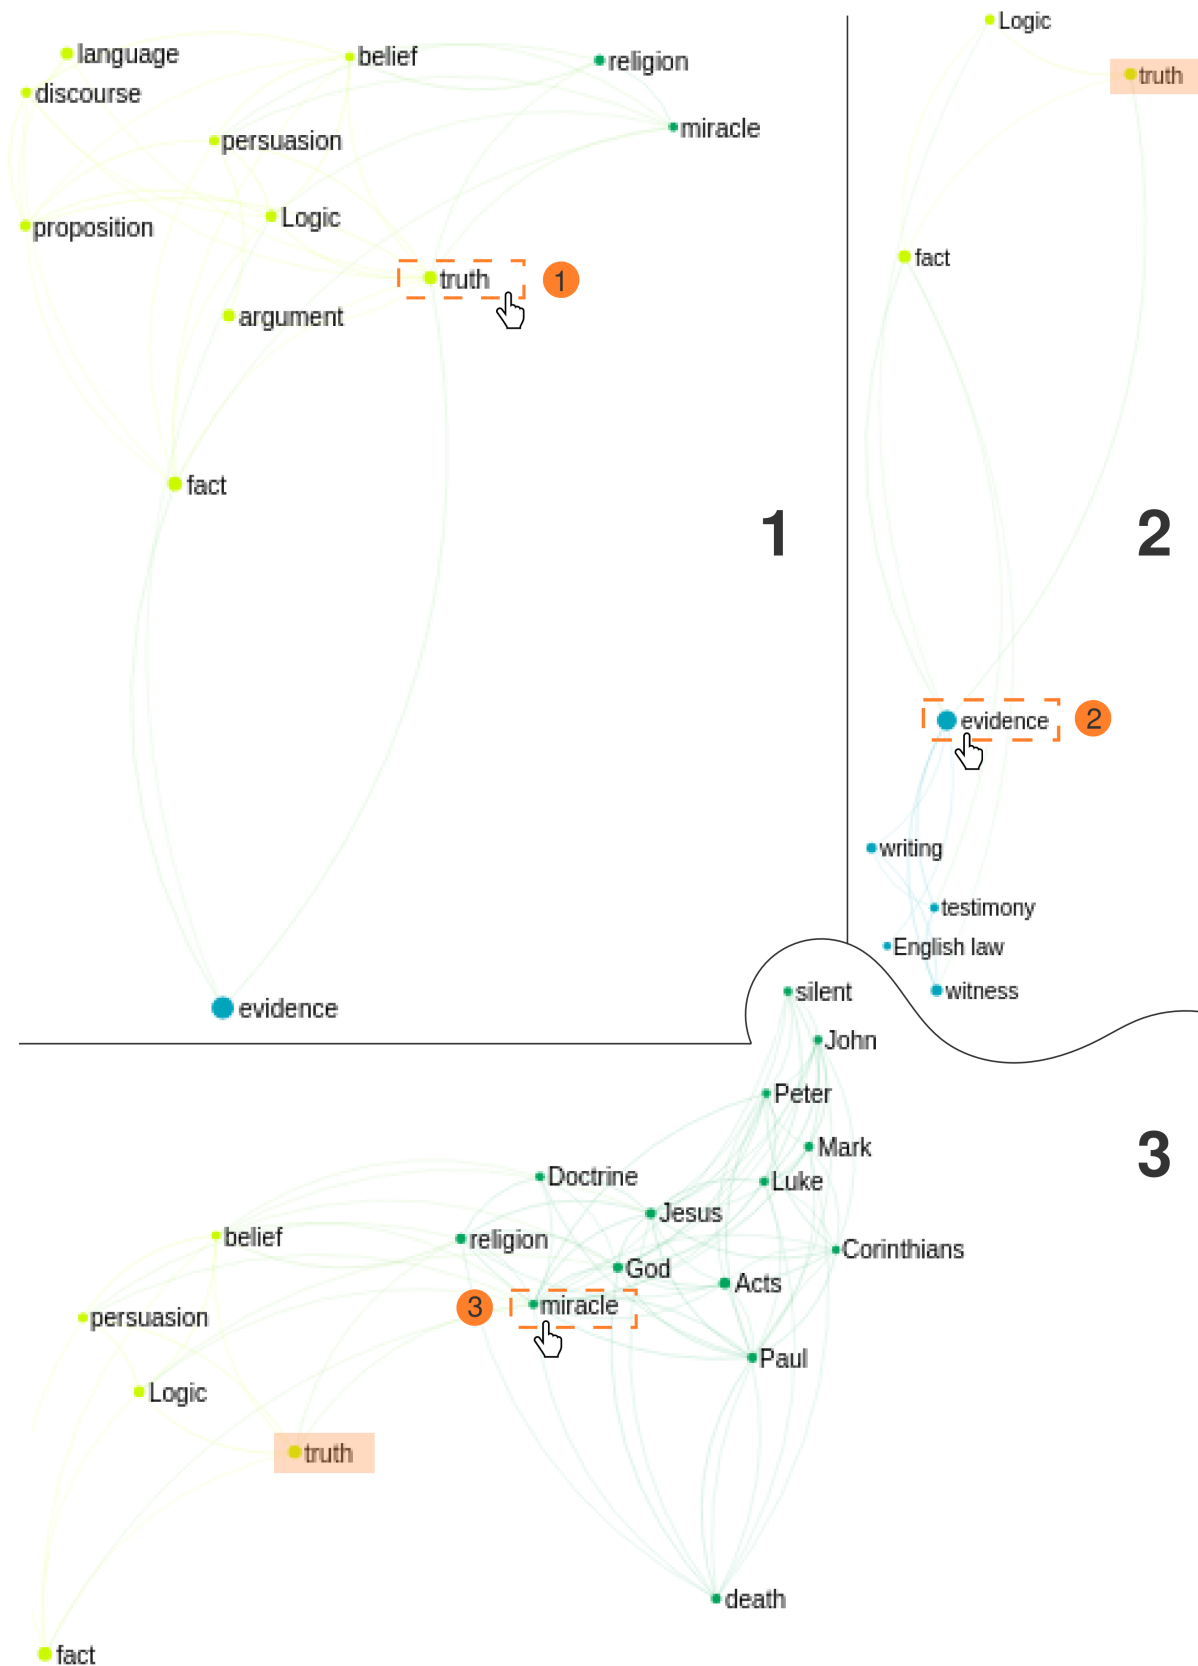 language
belief
religion
discourse
miracle
persuasion
Logic
proposition
truth
1
argument
fact
1
evidence
Logic
truth
fact
2
evidence
2
writing
testimony
English law
witness
silent
John
Peter
Mark
3
Doctrine
Luke
Jesus
belief
religion
Corinthians
God
Acts
3
miracle
persuasion
Paul
Logic
truth
death
fact